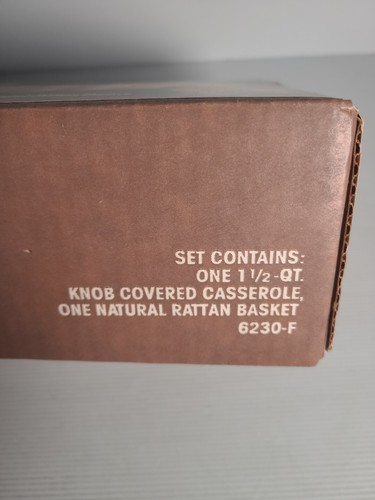 SET CONTAINS:
ONE 1 1/2-QT.
KNOB COVERED CASSEROLE,
ONE NATURAL RATTAN BASKET
6230-F